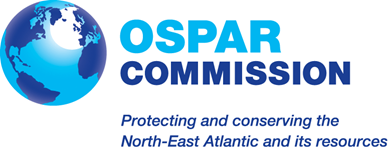 OSPAR
COMMISSION
Protecting and conserving the
North-East Atlantic and its resources